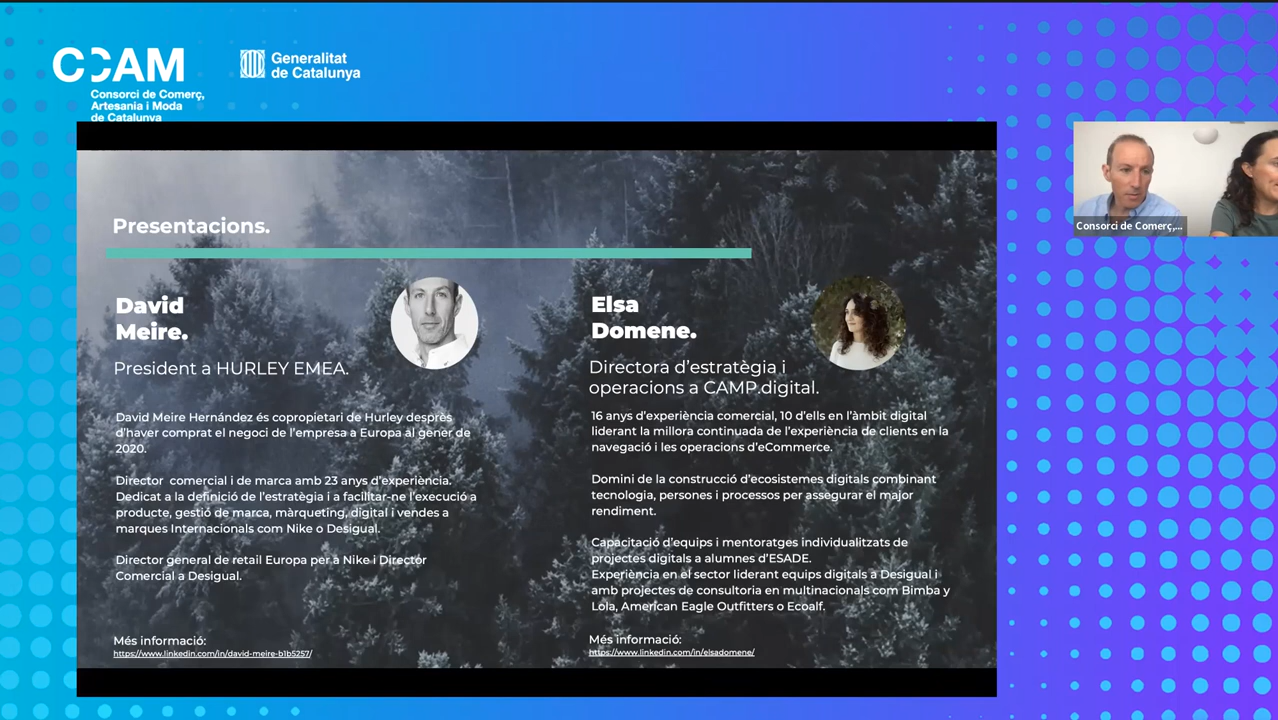 CCAM
Consorci de Comerç,
Artesania i Moda
de Catalunya
Generalitat
de Catalunya
Presentacions.
David
Meire.
President a HURLEY EMEA.
David Meire Hernández és copropietari de Hurley desprès
d'haver comprat el negoci de l'empresa a Europa al gener de
2020.
Director comercial i de marca amb 23 anys d'experiència.
Dedicat a la definició de l'estratègia i a facilitar-ne l'execució a
producte, gestió de marca, màrqueting, digital i vendes a
marques Internacionals com Nike o Desigual.
Director general de retail Europa per a Nike i Director
Comercial a Desigual.
Més informació:
https://www.linkedin.com/in/david-meire-b1b5257/
Elsa
Domene.
Directora d'estratègia i
operacions a CAMP.digital.
16 anys d'experiència comercial, 10 d'ells en l'àmbit digital
liderant la millora continuada de l'experiència de clients en la
navegació i les operacions d'eCommerce.
Domini de la construcció d'ecosistemes digitals combinant
tecnologia, persones i processos per assegurar el major
rendiment.
Capacitació d'equips i mentoratges individualitzats de
projectes digitals a alumnes d'ESADE.
Experiència en el sector liderant equips digitals a Desigual i
amb projectes de consultoria en multinacionals com Bimba y
Lola, American Eagle Outfitters o Ecoalf.
Més informació:
https://www.linkedin.com/in/elsadomene/
Consorci de Comerç,...